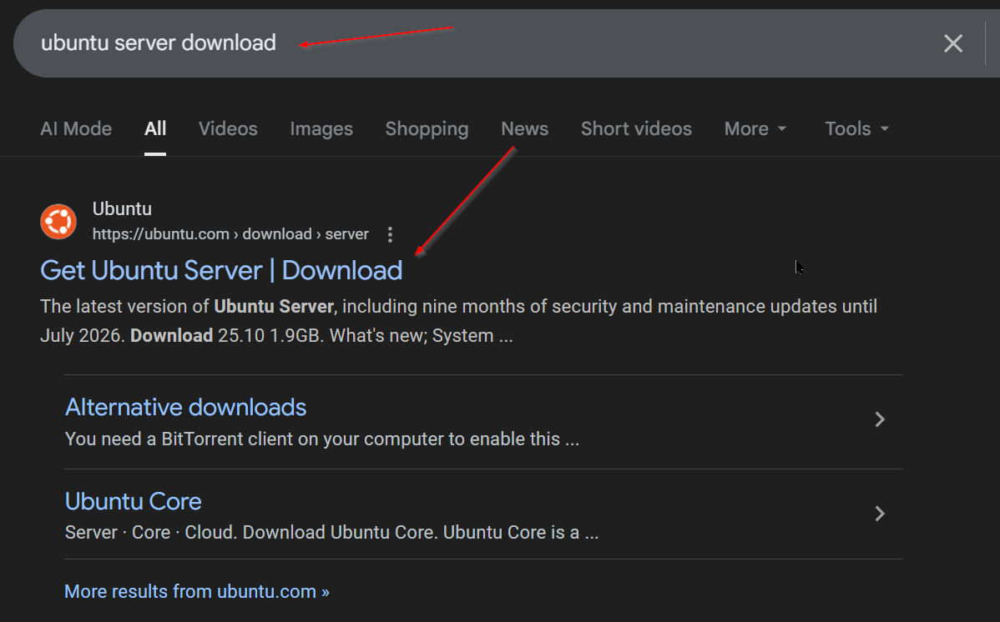 ubuntu server download
AI Mode All Videos Images Shopping News Short videos More Tools
Ubuntu
https://ubuntu.com › download › server
Get Ubuntu Server | Download
The latest version of Ubuntu Server, including nine months of security and maintenance updates until
July 2026. Download 25.10 1.9GB. What's new; System ...
Alternative downloads
You need a BitTorrent client on your computer to enable this ...
Ubuntu Core
Server · Core · Cloud. Download Ubuntu Core. Ubuntu Core is a ...
More results from ubuntu.com »